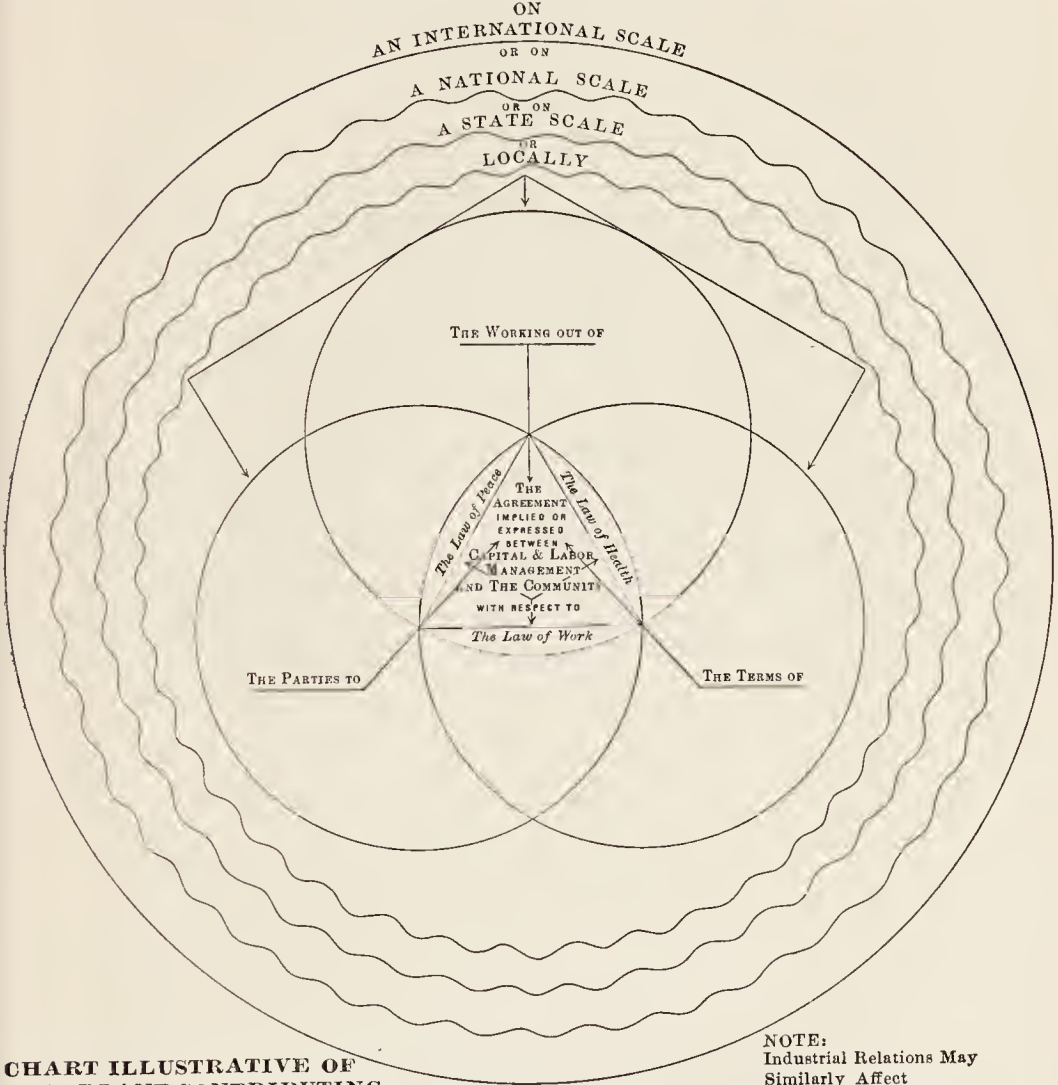 ON
AN INTERNATIONAL SCALE
OR ON
A NATIONAL SCALE
OR ON
A STATE SCALE
OR
LOCALLY
THE WORKING OUT OF
The Law of Peace
The Law of Health
THE
AGREEMENT
IMPLIED OR
EXPRESSED
BETWEEN
CAPITAL & LABOR
MANAGEMENT
AND THE COMMUNITY
WITH RESPECT TO
The Law of Work
THE PARTIES TO
THE TERMS OF
CHART ILLUSTRATIVE OF
CONTRIBUTING
NOTE:
Industrial Relations May
Similarly Affect